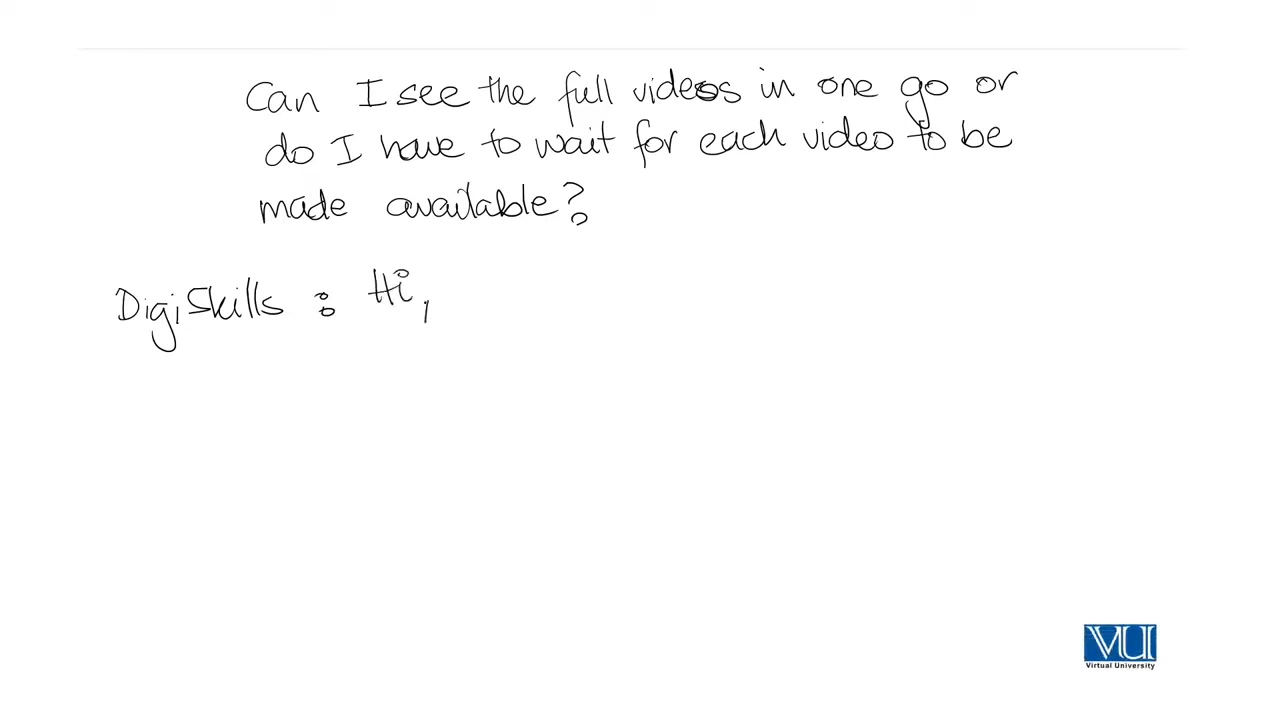 Can I see the full videos in one go or
do I have to wait for each video to be
made available?
DigiSkills : Hi,
VU
Virtual University